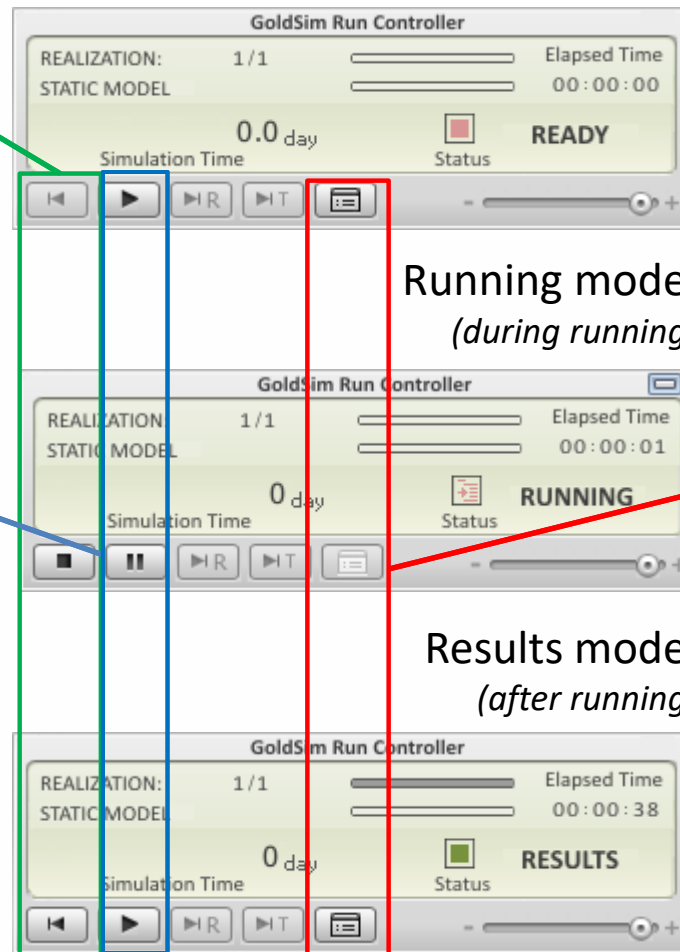 GoldSim Run Controller
REALIZATION: 1/1 Elapsed Time
STATIC MODEL 00:00:00
0.0 day READY
Simulation Time Status
R T - +
Running mode
(during running
GoldSim Run Controller
REALIZATION 1/1 Elapsed Time
STATIC MODEL 00:00:01
0 day RUNNING
Simulation Time Status
R T - +
Results mode
(after running
GoldSim Run Controller
REALIZATION: 1/1 Elapsed Time
STATIC MODEL 00:00:38
0 day RESULTS
Simulation Time Status
R T - +